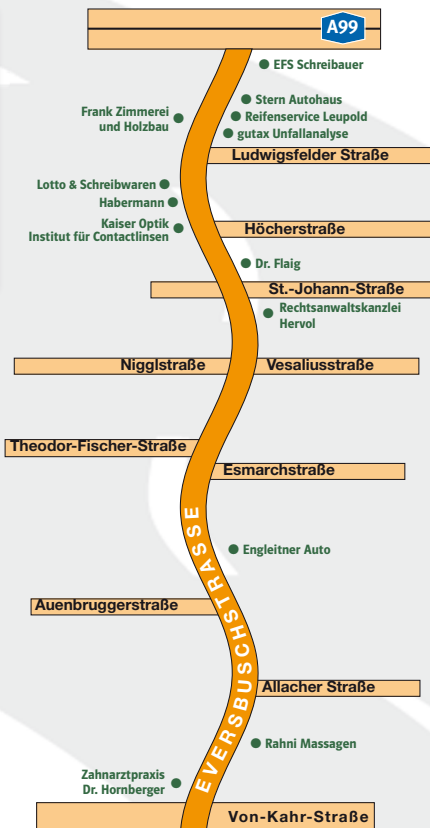 A99
EFS Schreibauer
Stern Autohaus
Frank Zimmerei
und Holzbau
Reifenservice Leupold
gutax Unfallanalyse
Ludwigsfelder Straße
Lotto & Schreibwaren
Habermann
Kaiser Optik
Institut für Contactlinsen
Höcherstraße
Dr. Flaig
St.-Johann-Straße
Rechtsanwaltskanzlei
Hervol
Nigglstraße
Vesaliusstraße
Theodor-Fischer-Straße
Esmarchstraße
EVERSBUSCHSTRASSE
Engleitner Auto
Auenbruggerstraße
Allacher Straße
Rahni Massagen
Zahnarztpraxis
Dr. Hornberger
Von-Kahr-Straße